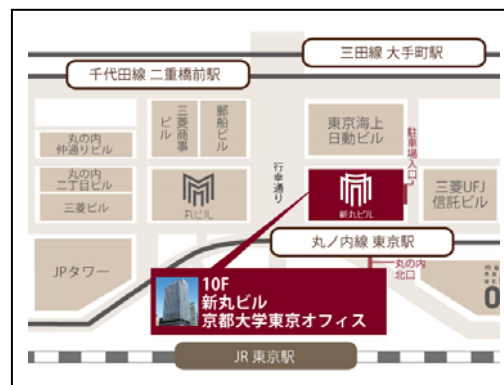 三田線 大手町駅
千代田線 二重橋前駅
三菱商事
ビル
郵船ビル
東京海上
日動ビル
駐車場入口
丸の内
仲通りビル
丸の内
二丁目ビル
三菱ビル
丸ビル
行幸通り
新丸ビル
三菱UFJ
信託ビル
丸ノ内線 東京駅
JPタワー
丸の内
北口
10F
新丸ビル
京都大学東京オフィス
JR 東京駅